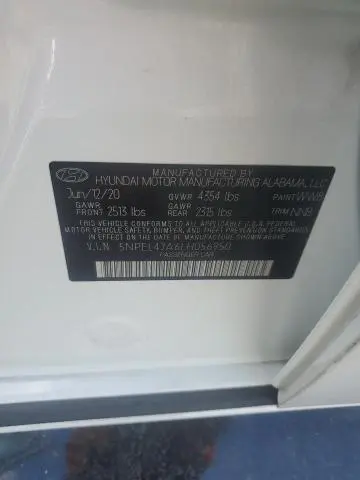 MANUFACTURED BY
HYUNDAI MOTOR MANUFACTURING ALABAMA, LLC
Jun/12/20 GVWR 4354 lbs PAINT WW8
GAWR FRONT 2513 lbs GAWR REAR 2315 lbs TRIM NNB
THIS VEHICLE CONFORMS TO ALL APPLICABLE U.S. FEDERAL
MOTOR VEHICLE SAFETY, BUMPER, AND THEFT PREVENTION
STANDARDS IN EFFECT ON THE DATE OF MANUFACTURE SHOWN ABOVE.
V.I.N. 5NPEL4JA6LH056950
PASSENGER CAR